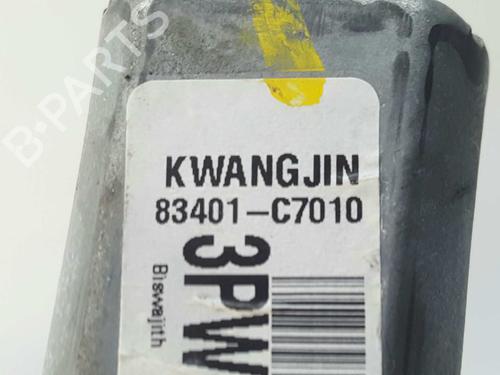 B-PARTS
KWANGJIN
83401-C7010
3PW
Biswajith